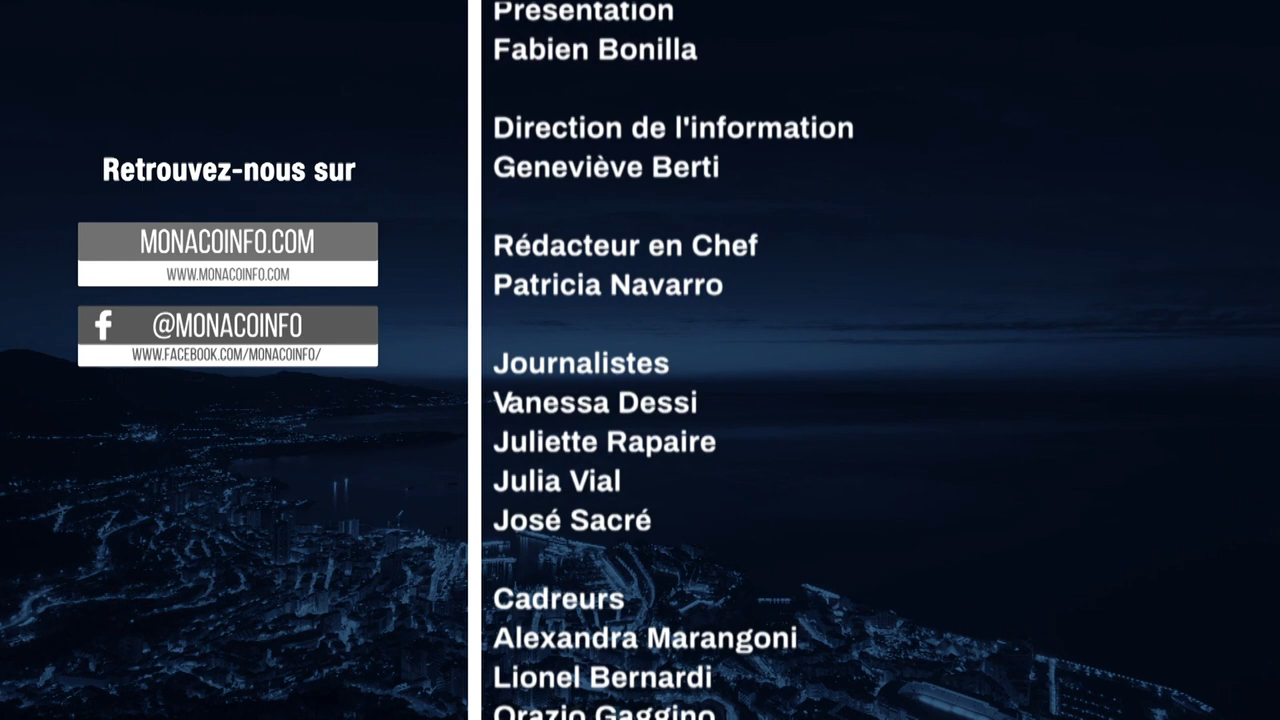 Retrouvez-nous sur
MONACOINFO.COM
WWW.MONACOINFO.COM
@MONACOINFO
WWW.FACEBOOK.COM/MONACOINFO/
Présentation
Fabien Bonilla
Direction de l'information
Geneviève Berti
Rédacteur en Chef
Patricia Navarro
Journalistes
Vanessa Dessi
Juliette Rapaire
Julia Vial
José Sacré
Cadreurs
Alexandra Marangoni
Lionel Bernardi
Orazio Gaggino